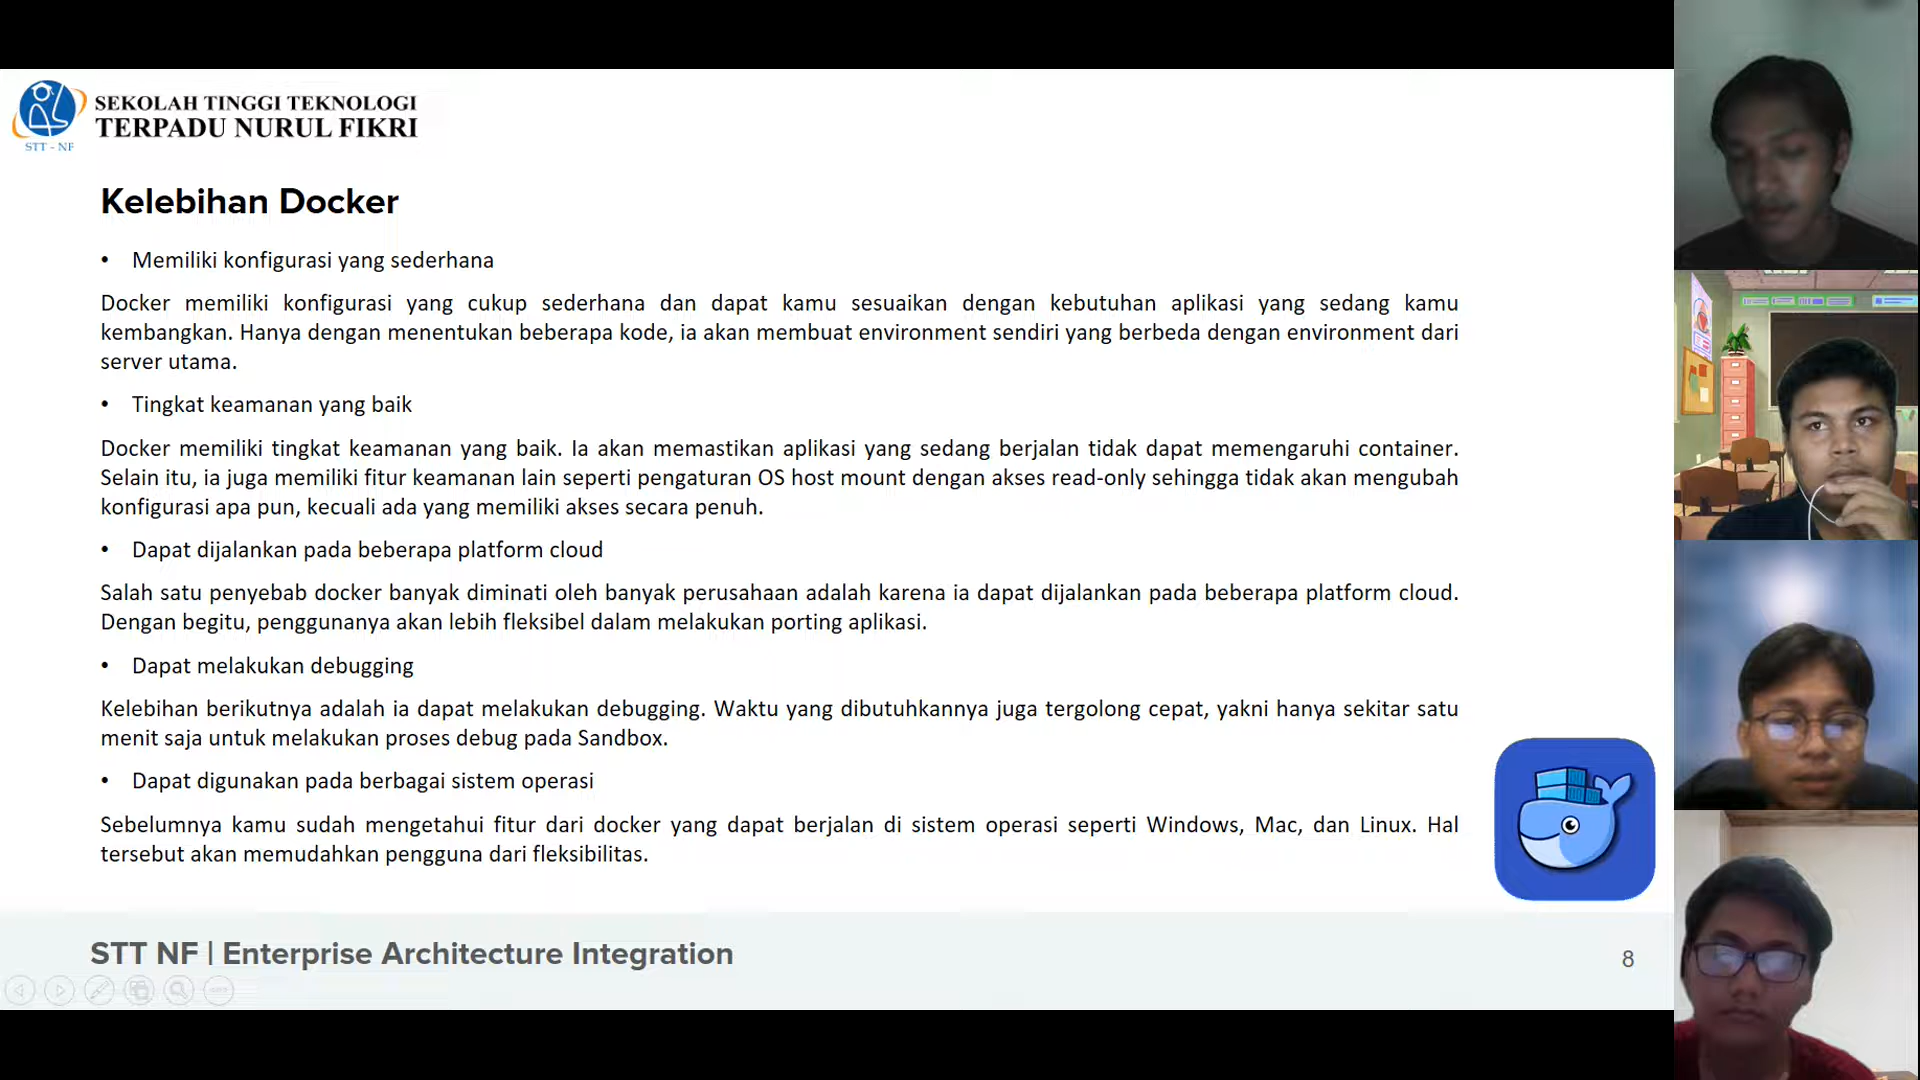 SEKOLAH TINGGI TEKNOLOGI
TERPADU NURUL FIKRI
STT - NF
Kelebihan Docker
• Memiliki konfigurasi yang sederhana
Docker memiliki konfigurasi yang cukup sederhana dan dapat kamu sesuaikan dengan kebutuhan aplikasi yang sedang kamu
kembangkan. Hanya dengan menentukan beberapa kode, ia akan membuat environment sendiri yang berbeda dengan environment dari
server utama.
• Tingkat keamanan yang baik
Docker memiliki tingkat keamanan yang baik. Ia akan memastikan aplikasi yang sedang berjalan tidak dapat memengaruhi container.
Selain itu, ia juga memiliki fitur keamanan lain seperti pengaturan OS host mount dengan akses read-only sehingga tidak akan mengubah
konfigurasi apa pun, kecuali ada yang memiliki akses secara penuh.
• Dapat dijalankan pada beberapa platform cloud
Salah satu penyebab docker banyak diminati oleh banyak perusahaan adalah karena ia dapat dijalankan pada beberapa platform cloud.
Dengan begitu, penggunanya akan lebih fleksibel dalam melakukan porting aplikasi.
• Dapat melakukan debugging
Kelebihan berikutnya adalah ia dapat melakukan debugging. Waktu yang dibutuhkannya juga tergolong cepat, yakni hanya sekitar satu
menit saja untuk melakukan proses debug pada Sandbox.
• Dapat digunakan pada berbagai sistem operasi
Sebelumnya kamu sudah mengetahui fitur dari docker yang dapat berjalan di sistem operasi seperti Windows, Mac, dan Linux. Hal
tersebut akan memudahkan pengguna dari fleksibilitas.
STT NF | Enterprise Architecture Integration
8